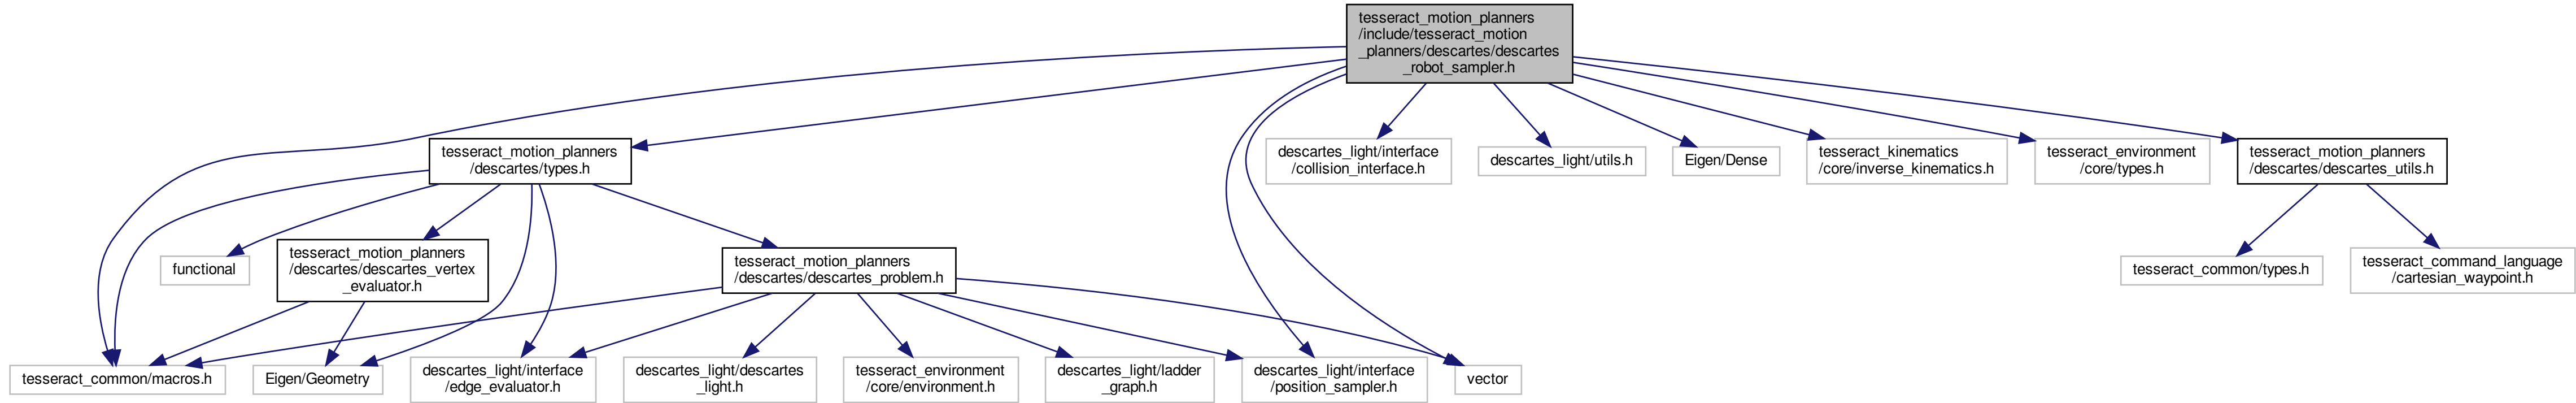 tesseract_motion_planners
/include/tesseract_motion
_planners/descartes/descartes
_robot_sampler.h
tesseract_motion_planners
/descartes/types.h
descartes_light/interface
/collision_interface.h
descartes_light/utils.h
Eigen/Dense
tesseract_kinematics
/core/inverse_kinematics.h
tesseract_environment
/core/types.h
tesseract_motion_planners
/descartes/descartes_utils.h
functional
tesseract_motion_planners
/descartes/descartes_vertex
_evaluator.h
tesseract_motion_planners
/descartes/descartes_problem.h
tesseract_common/types.h
tesseract_command_language
/cartesian_waypoint.h
tesseract_common/macros.h
Eigen/Geometry
descartes_light/interface
/edge_evaluator.h
descartes_light/descartes
_light.h
tesseract_environment
/core/environment.h
descartes_light/ladder
_graph.h
descartes_light/interface
/position_sampler.h
vector